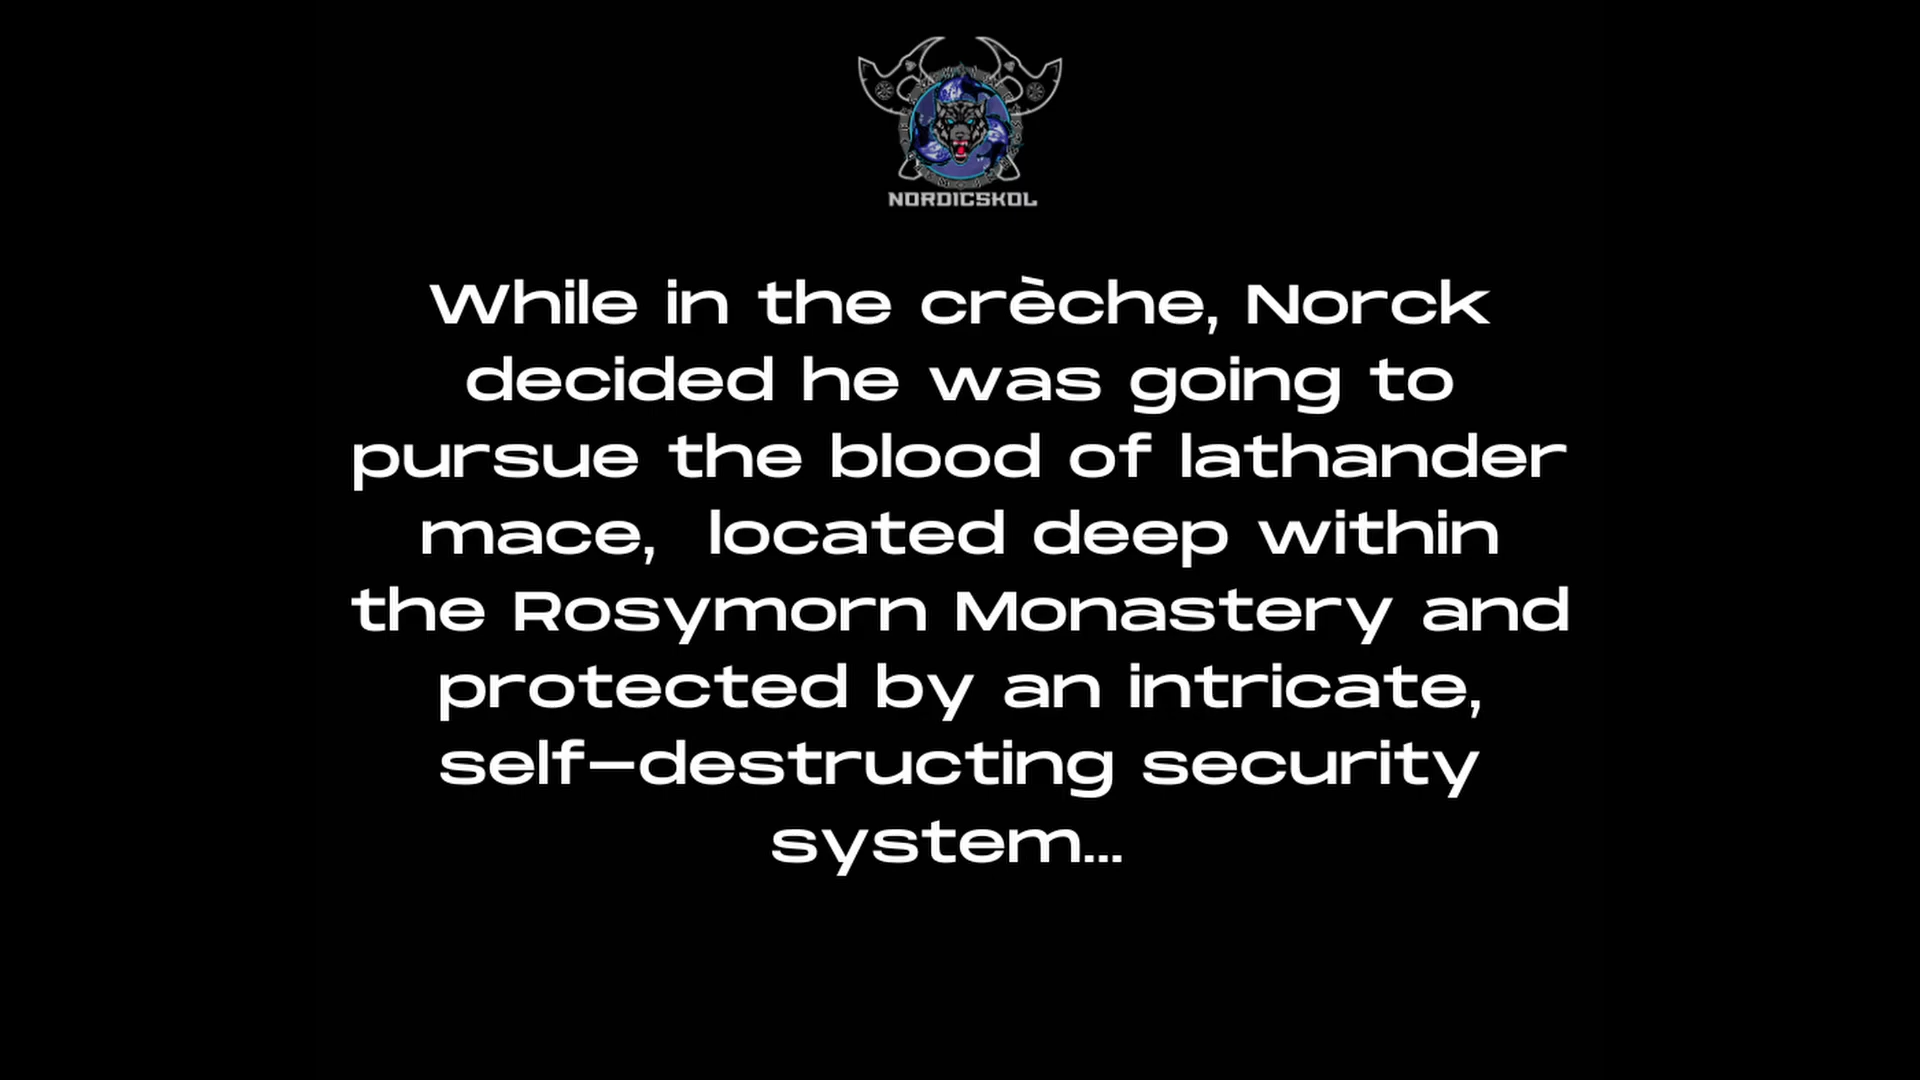 NORDICSKOL
While in the crèche, Norck
decided he was going to
pursue the blood of lathander
mace,  located deep within
the Rosymorn Monastery and
protected by an intricate,
self-destructing security
system...